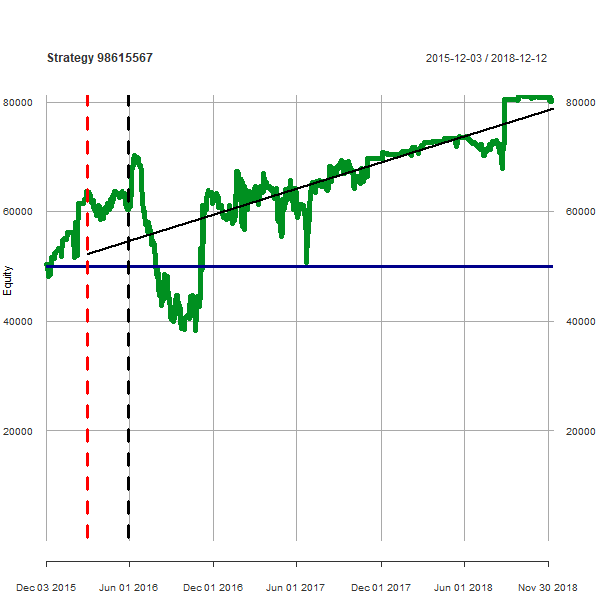 Strategy 98615567 2015-12-03 / 2018-12-12
80000 80000
60000 60000
Equity
40000 40000
20000 20000
Dec 03 2015 Jun 01 2016 Dec 01 2016 Jun 01 2017 Dec 01 2017 Jun 01 2018 Nov 30 2018